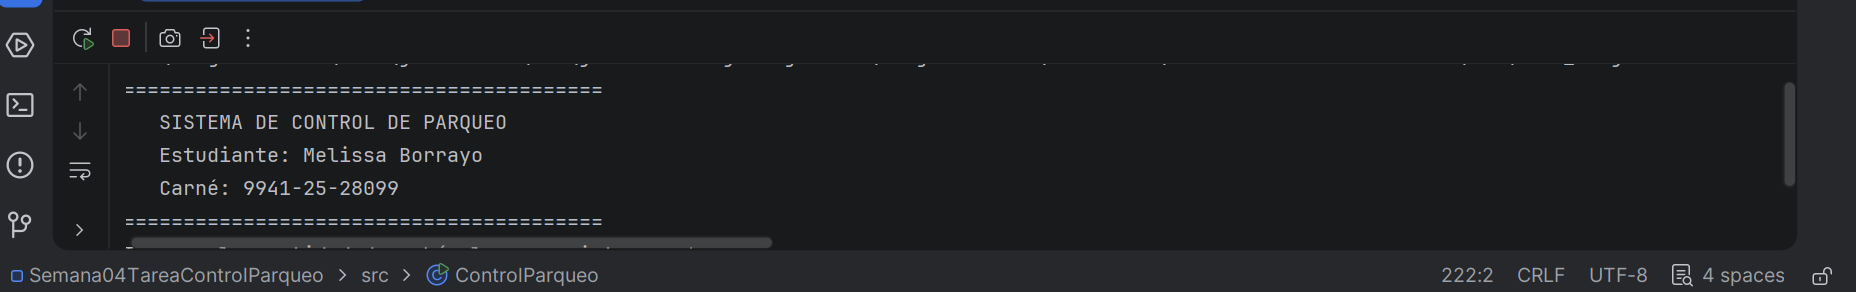 ========================================
SISTEMA DE CONTROL DE PARQUEO
Estudiante: Melissa Borrayo
Carné: 9941-25-28099
========================================
Semana04TareaControlParqueo > src > ControlParqueo
222:2 CRLF UTF-8 4 spaces